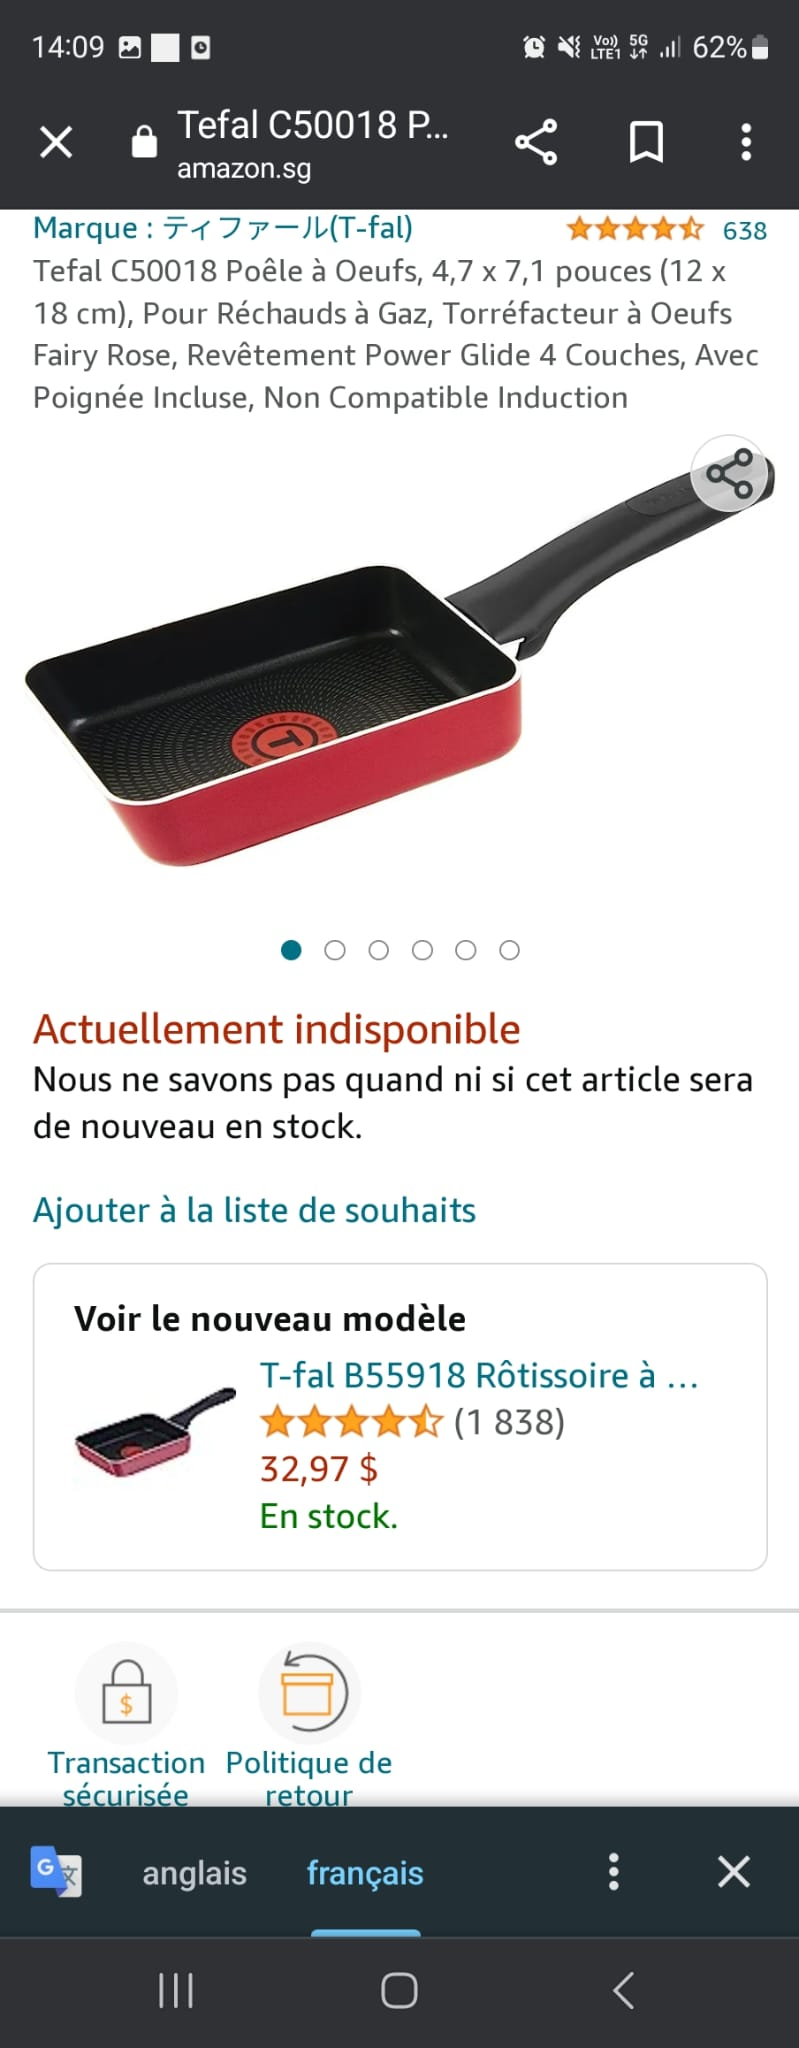 14:09
Vo))
LTE1
5G
62%
Tefal C50018 P...
amazon.sg
Marque : ティファール(T-fal)
638
Tefal C50018 Poêle à Oeufs, 4,7 x 7,1 pouces (12 x
18 cm), Pour Réchauds à Gaz, Torréfacteur à Oeufs
Fairy Rose, Revêtement Power Glide 4 Couches, Avec
Poignée Incluse, Non Compatible Induction
T
Actuellement indisponible
Nous ne savons pas quand ni si cet article sera
de nouveau en stock.
Ajouter à la liste de souhaits
Voir le nouveau modèle
T-fal B55918 Rôtissoire à ...
(1 838)
32,97 $
En stock.
$
Transaction
sécurisée
Politique de
retour
G 文
anglais
français